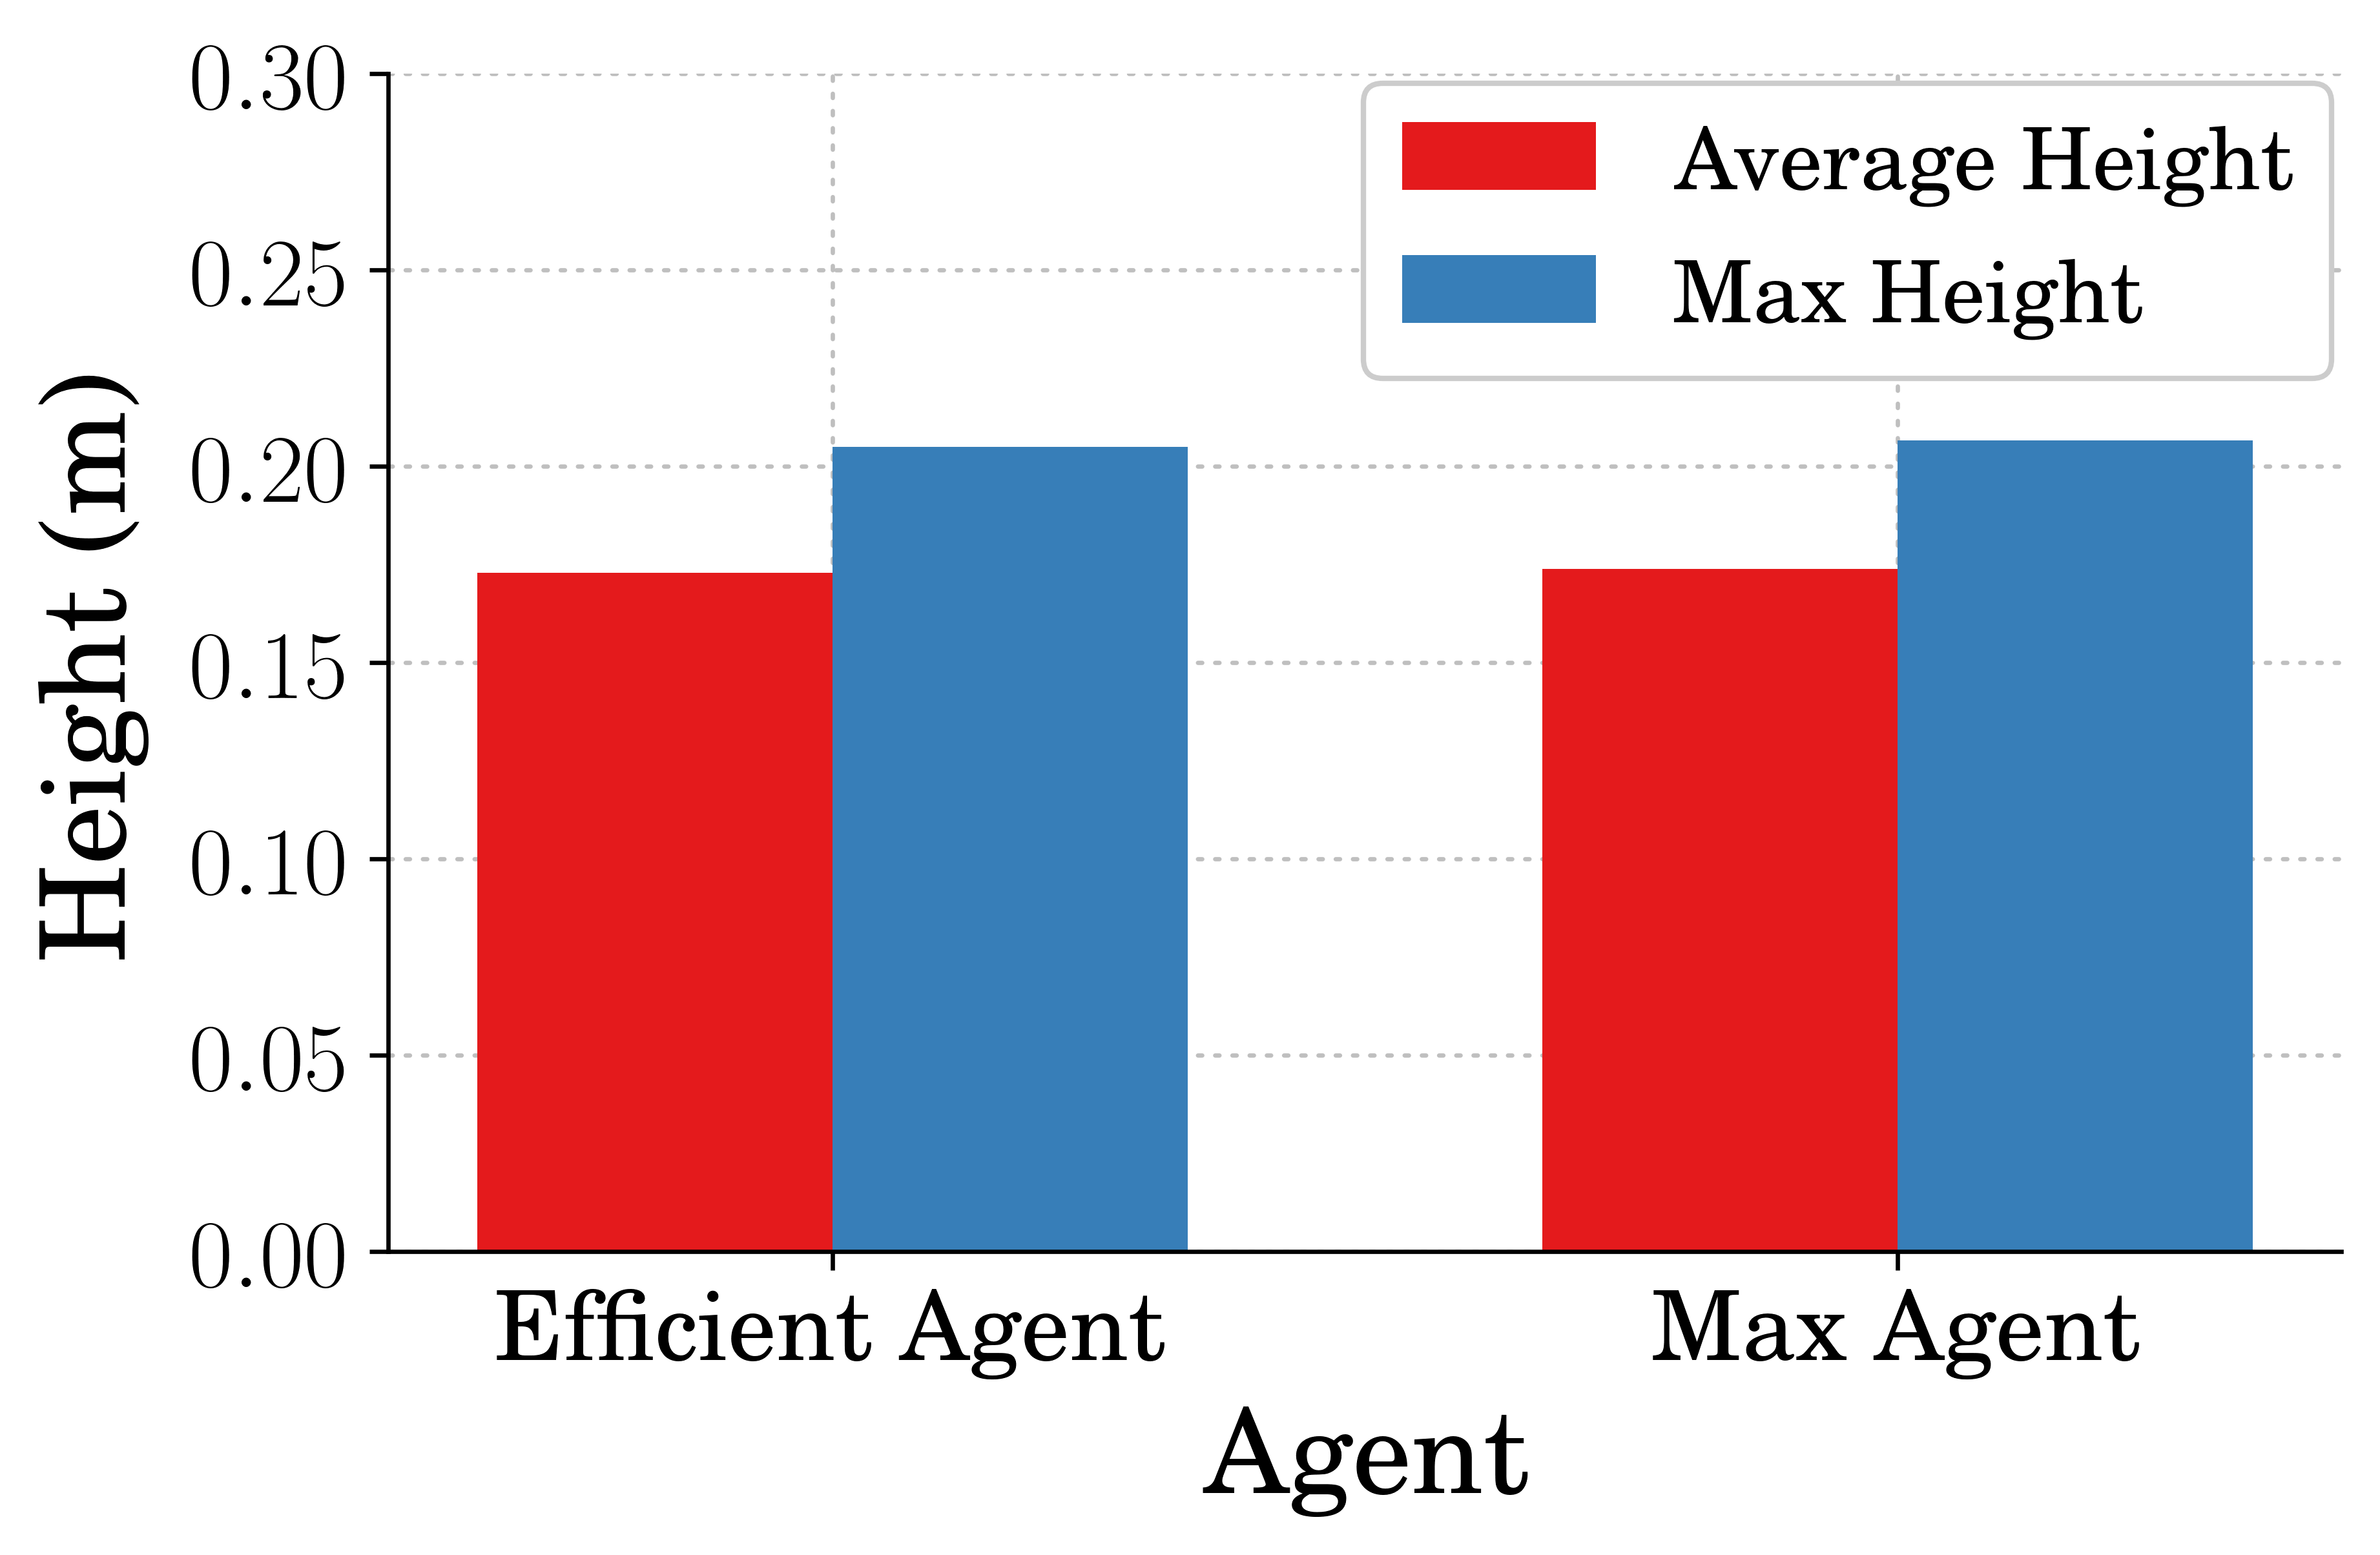 0.30
0.25
0.20
0.15
0.10
0.05
0.00
Height (m)
Average Height
Max Height
Efficient Agent
Max Agent
Agent